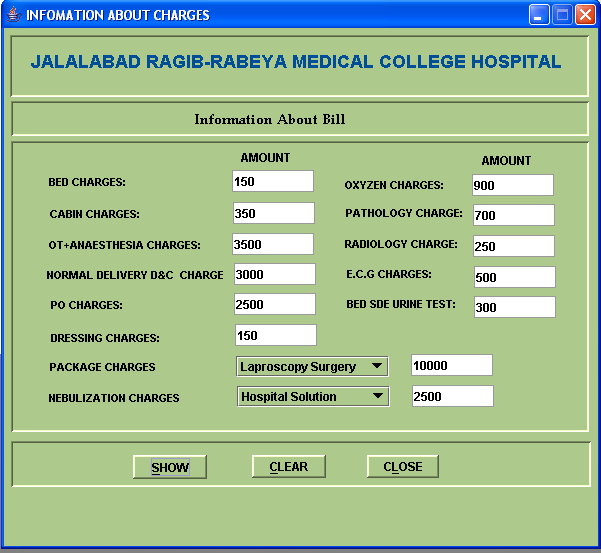 INFOMATION ABOUT CHARGES
JALALABAD RAGIB-RABEYA MEDICAL COLLEGE HOSPITAL
Information About Bill
AMOUNT
AMOUNT
BED CHARGES: 150 OXYZEN CHARGES: 900
CABIN CHARGES: 350 PATHOLOGY CHARGE: 700
OT+ANAESTHESIA CHARGES: 3500 RADIOLOGY CHARGE: 250
NORMAL DELIVERY D&C CHARGE 3000 E.C.G CHARGES: 500
PO CHARGES: 2500 BED SDE URINE TEST: 300
DRESSING CHARGES: 150
PACKAGE CHARGES Laproscopy Surgery 10000
NEBULIZATION CHARGES Hospital Solution 2500
SHOW CLEAR CLOSE